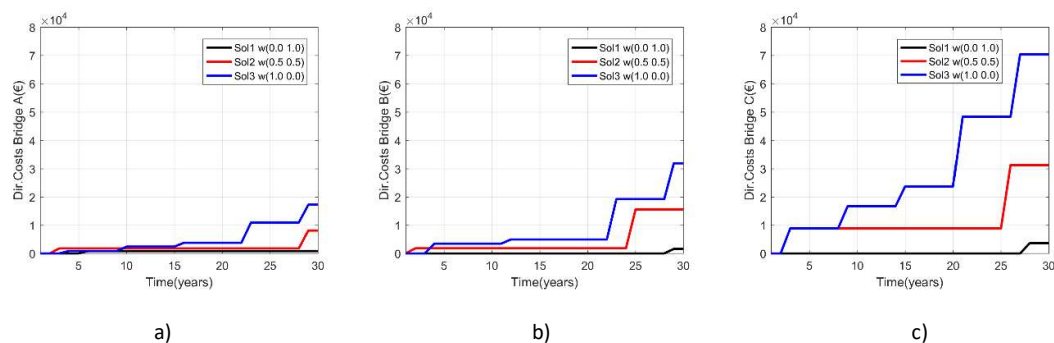 ×10⁴
8
7
6
5
4
3
2
1
0
Dir.Costs Bridge A(€)
Sol1 w(0.0 1.0)
Sol2 w(0.5 0.5)
Sol3 w(1.0 0.0)
5 10 15 20 25 30
Time(years)
a)
×10⁴
8
7
6
5
4
3
2
1
0
Dir.Costs Bridge B(€)
Sol1 w(0.0 1.0)
Sol2 w(0.5 0.5)
Sol3 w(1.0 0.0)
5 10 15 20 25 30
Time(years)
b)
×10⁴
8
7
6
5
4
3
2
1
0
Dir.Costs Bridge C(€)
Sol1 w(0.0 1.0)
Sol2 w(0.5 0.5)
Sol3 w(1.0 0.0)
5 10 15 20 25 30
Time(years)
c)